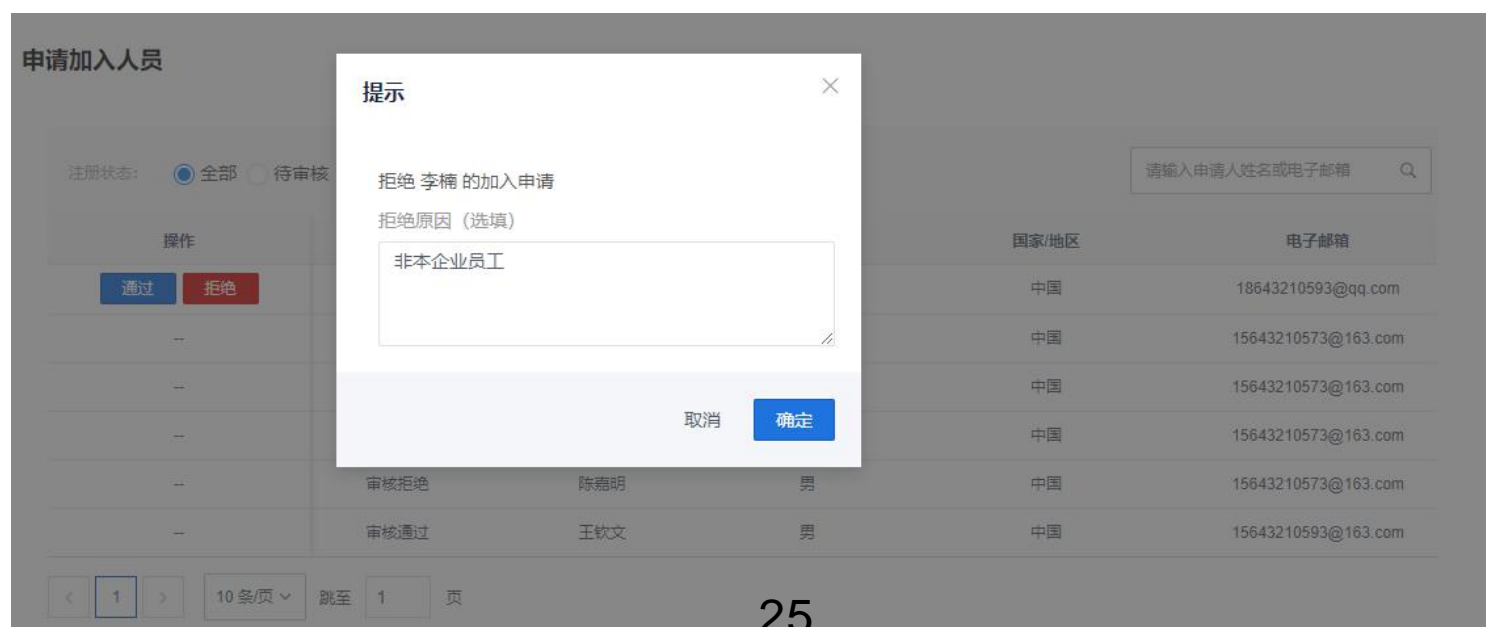 申请加入人员
提示
注册状态: 全部 待审核
请输入申请人姓名或电子邮箱
拒绝 李楠 的加入申请
拒绝原因（选填）
非本企业员工
操作 国家/地区 电子邮箱
通过 拒绝 中国 18643210593@qq.com
-- 中国 15643210573@163.com
-- 中国 15643210573@163.com
-- 中国 15643210573@163.com
取消 确定
-- 审核拒绝 陈嘉明 男 中国 15643210573@163.com
-- 审核通过 王钦文 男 中国 15643210593@163.com
< 1 > 10 条/页 跳至 1 页
25